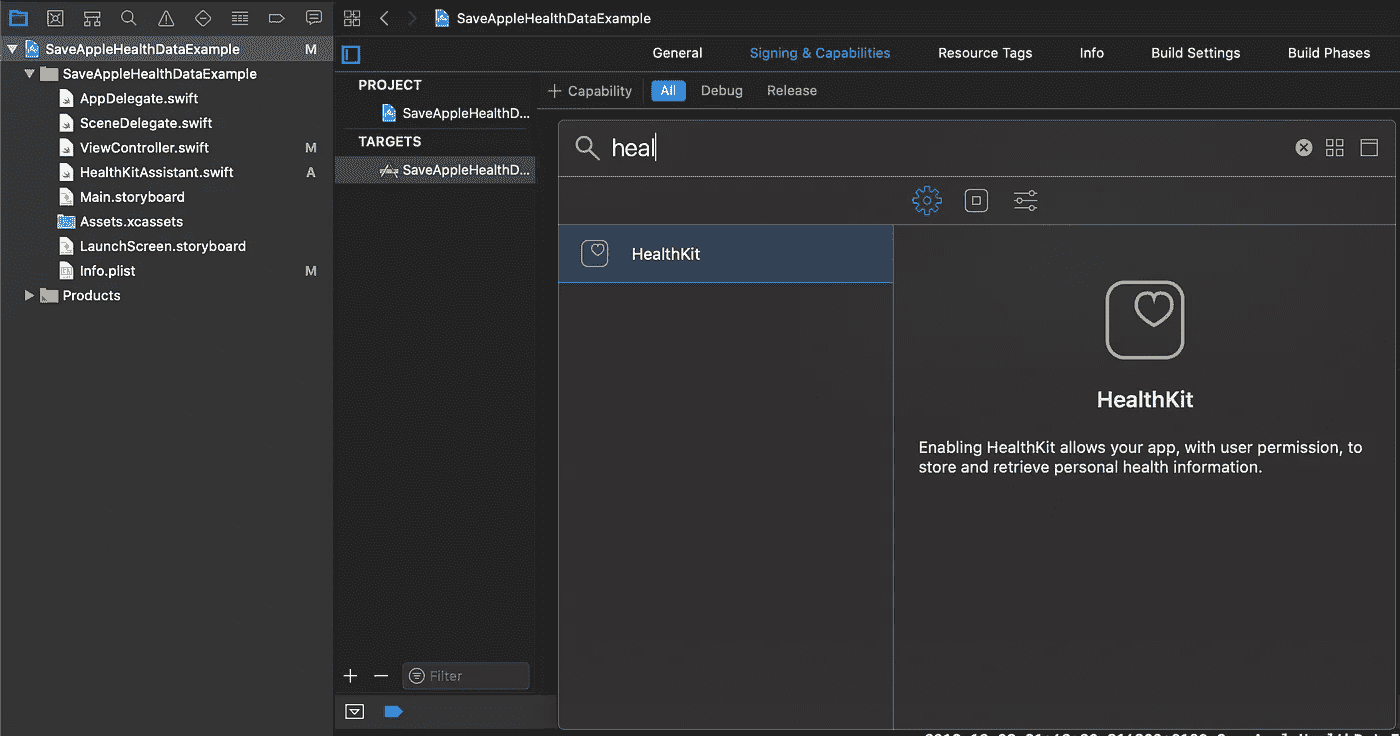 SaveAppleHealthDataExample
SaveAppleHealthDataExample M
SaveAppleHealthDataExample
AppDelegate.swift
SceneDelegate.swift
ViewController.swift M
HealthKitAssistant.swift A
Main.storyboard
Assets.xcassets
LaunchScreen.storyboard
Info.plist M
Products
General Signing & Capabilities Resource Tags Info Build Settings Build Phases
PROJECT
SaveAppleHealthD...
TARGETS
SaveAppleHealthD...
+ Capability All Debug Release
heal
HealthKit
HealthKit
Enabling HealthKit allows your app, with user permission, to
store and retrieve personal health information.
Filter